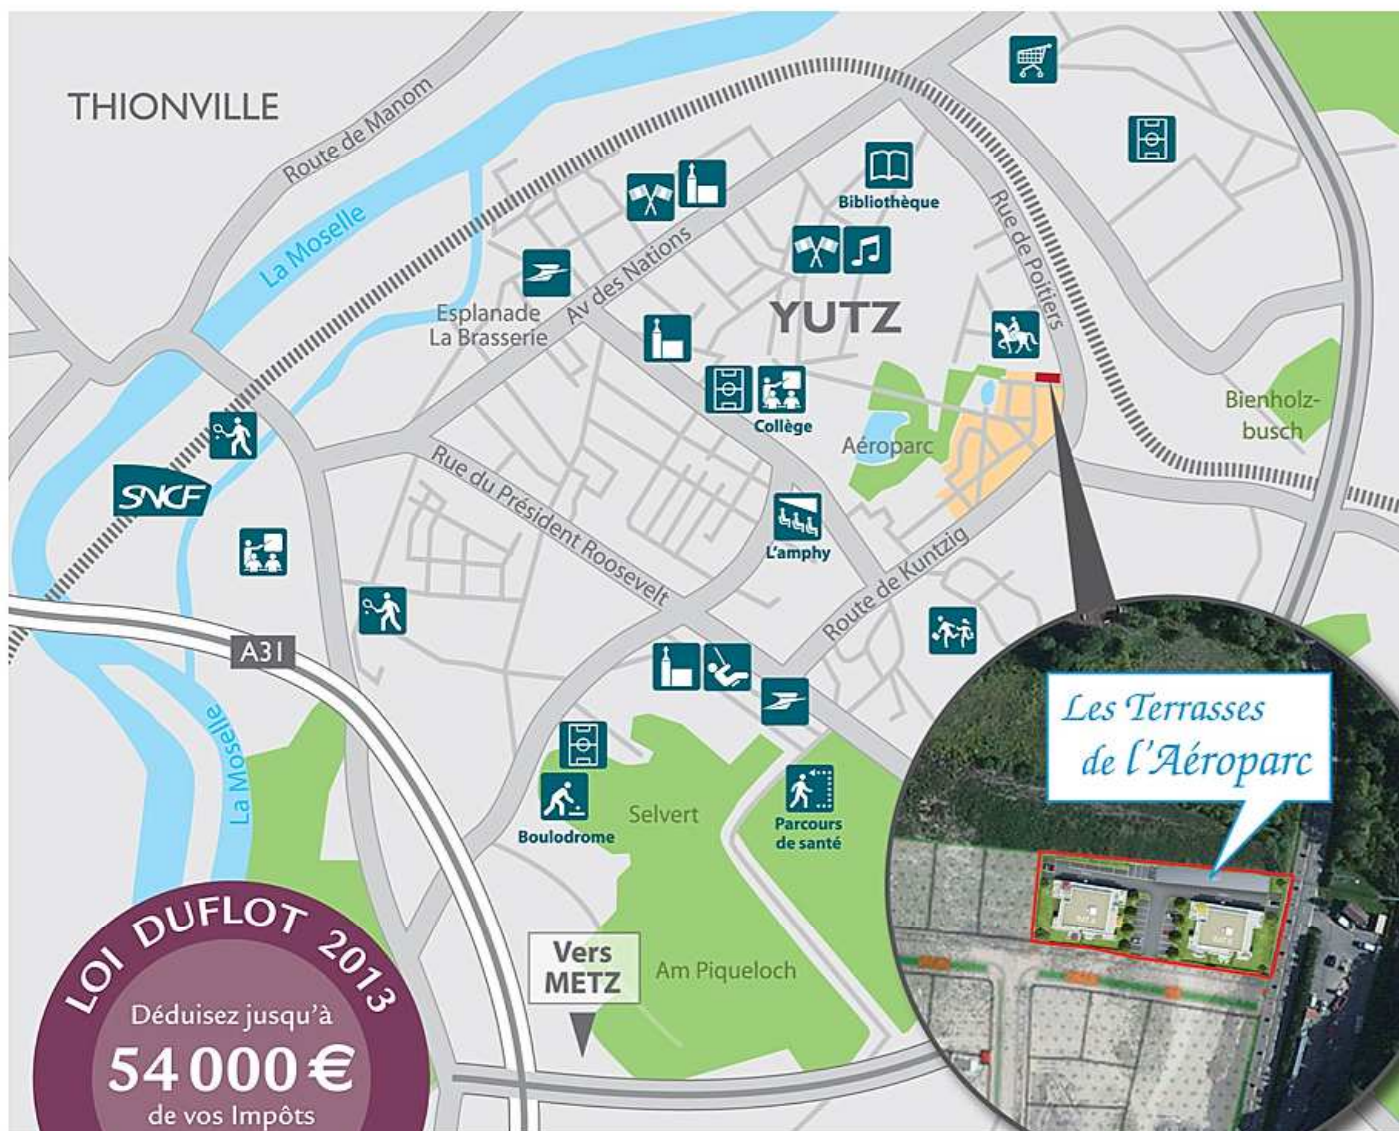 THIONVILLE
Route de Manom
La Moselle
Bibliothèque
Rue de Poitiers
Av des Nations
Esplanade
La Brasserie
YUTZ
Collège
Aéroparc
Bienholz-
busch
SNCF
Rue du Président Roosevelt
L'amphy
Route de Kuntzig
A31
La Moselle
Les Terrasses
de l'Aéroparc
Selvert
Boulodrome
Parcours
de santé
Vers
METZ
Am Piqueloch
LOI DUFLOT 2013
Déduisez jusqu'à
54 000 €
de vos Impôts